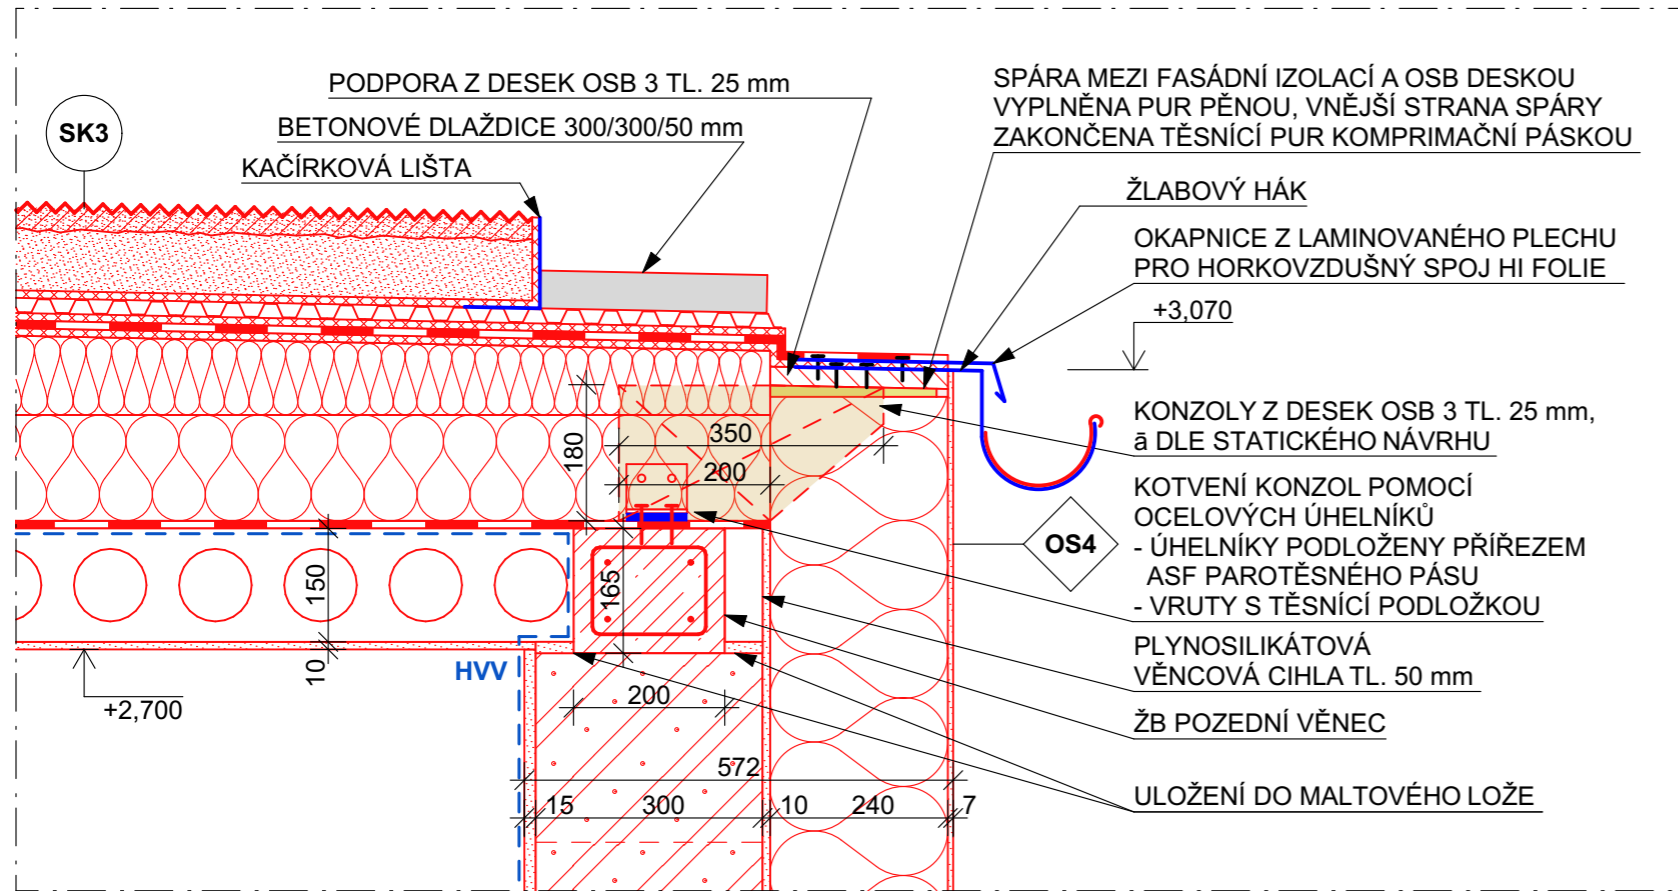 PODPORA Z DESEK OSB 3 TL. 25 mm
BETONOVÉ DLAŽDICE 300/300/50 mm
KAČÍRKOVÁ LIŠTA
SK3
SPÁRA MEZI FASÁDNÍ IZOLACÍ A OSB DESKOU
VYPLNĚNA PUR PĚNOU, VNĚJŠÍ STRANA SPÁRY
ZAKONČENA TĚSNÍCÍ PUR KOMPRIMAČNÍ PÁSKOU
ŽLABOVÝ HÁK
OKAPNICE Z LAMINOVANÉHO PLECHU
PRO HORKOVZDUŠNÝ SPOJ HI FOLIE
+3,070
KONZOLY Z DESEK OSB 3 TL. 25 mm,
ā DLE STATICKÉHO NÁVRHU
KOTVENÍ KONZOL POMOCÍ
OCELOVÝCH ÚHELNÍKŮ
- ÚHELNÍKY PODLOŽENY PŘÍŘEZEM
ASF PAROTĚSNÉHO PÁSU
- VRUTY S TĚSNÍCÍ PODLOŽKOU
OS4
PLYNOSILIKÁTOVÁ
VĚNCOVÁ CIHLA TL. 50 mm
ŽB POZEDNÍ VĚNEC
ULOŽENÍ DO MALTOVÉHO LOŽE
180
350
200
150
165
10
HVV
+2,700
200
572
15
300
10
240
7